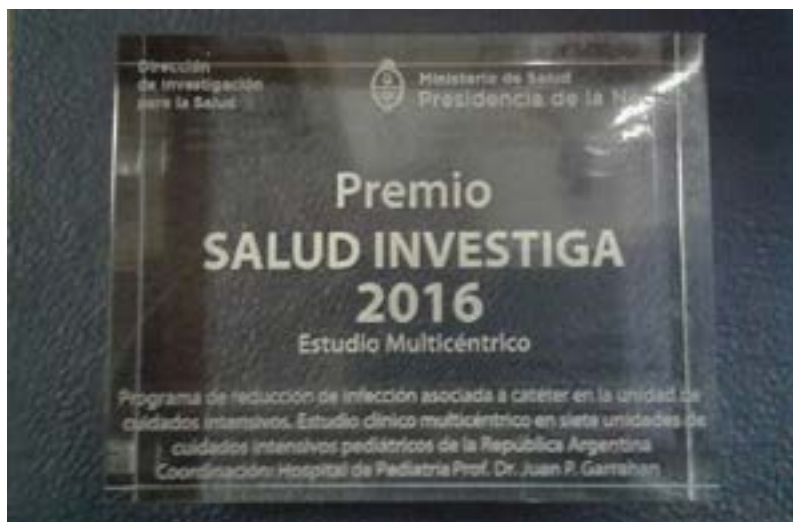 Dirección
de Investigación
para la Salud
Ministerio de Salud
Presidencia de la
Premio
SALUD INVESTIGA
2016
Estudio Multicéntrico
Programa de reducción de infección asociada a catéter en la unidad de
cuidados intensivos. Estudio clínico multicéntrico en siete unidades de
cuidados intensivos pediátricos de la República Argentina
Coordinación: Hospital de Pediatría Prof. Dr. Juan P. Garrahan